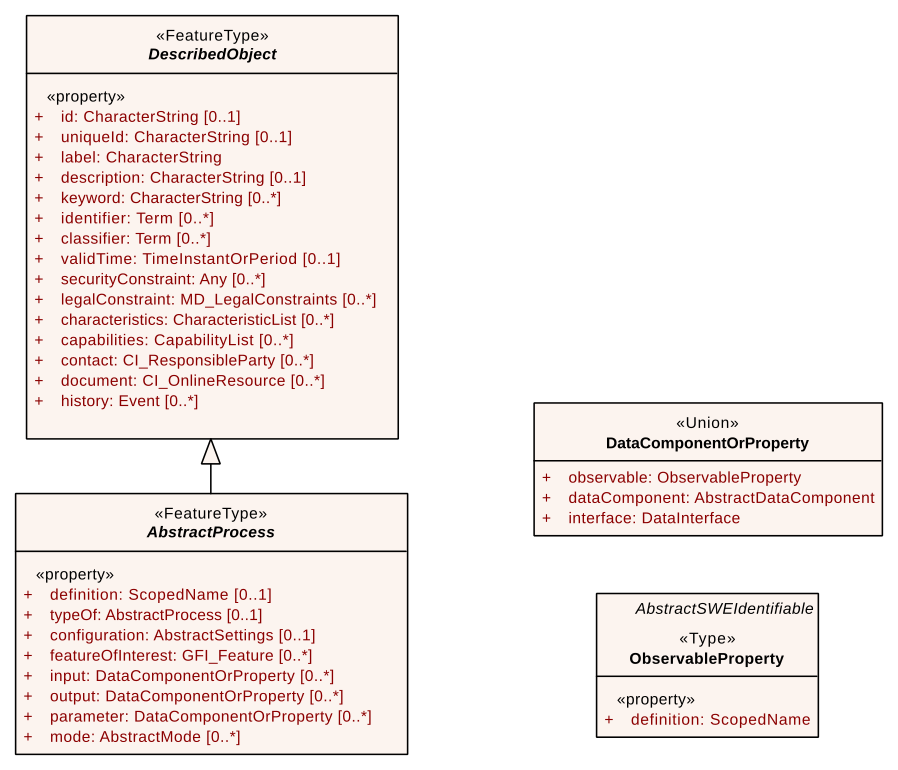 «FeatureType»
DescribedObject
«property»
+ id: CharacterString [0..1]
+ uniqueId: CharacterString [0..1]
+ label: CharacterString
+ description: CharacterString [0..1]
+ keyword: CharacterString [0..*]
+ identifier: Term [0..*]
+ classifier: Term [0..*]
+ validTime: TimeInstantOrPeriod [0..1]
+ securityConstraint: Any [0..*]
+ legalConstraint: MD_LegalConstraints [0..*]
+ characteristics: CharacteristicList [0..*]
+ capabilities: CapabilityList [0..*]
+ contact: CI_ResponsibleParty [0..*]
+ document: CI_OnlineResource [0..*]
+ history: Event [0..*]
«FeatureType»
AbstractProcess
«property»
+ definition: ScopedName [0..1]
+ typeOf: AbstractProcess [0..1]
+ configuration: AbstractSettings [0..1]
+ featureOfInterest: GFI_Feature [0..*]
+ input: DataComponentOrProperty [0..*]
+ output: DataComponentOrProperty [0..*]
+ parameter: DataComponentOrProperty [0..*]
+ mode: AbstractMode [0..*]
«Union»
DataComponentOrProperty
+ observable: ObservableProperty
+ dataComponent: AbstractDataComponent
+ interface: DataInterface
AbstractSWEIdentifiable
«Type»
ObservableProperty
«property»
+ definition: ScopedName